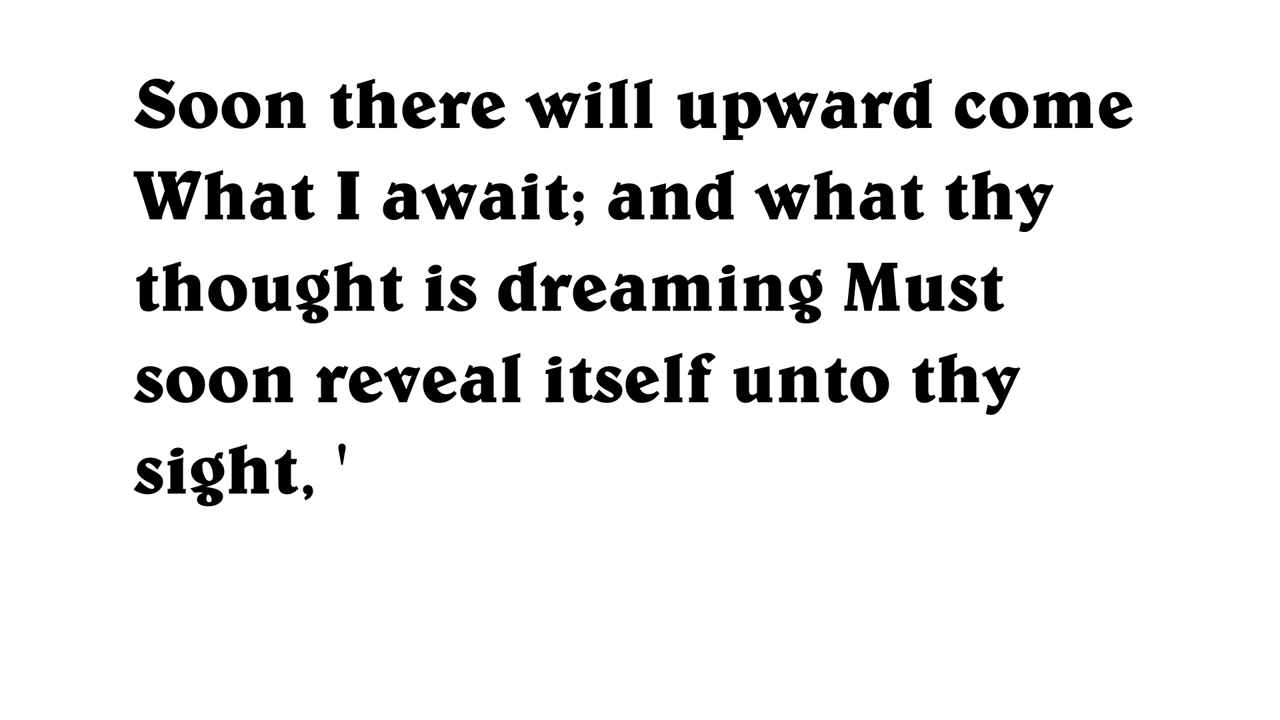 Soon there will upward come
What I await; and what thy
thought is dreaming Must
soon reveal itself unto thy
sight, '